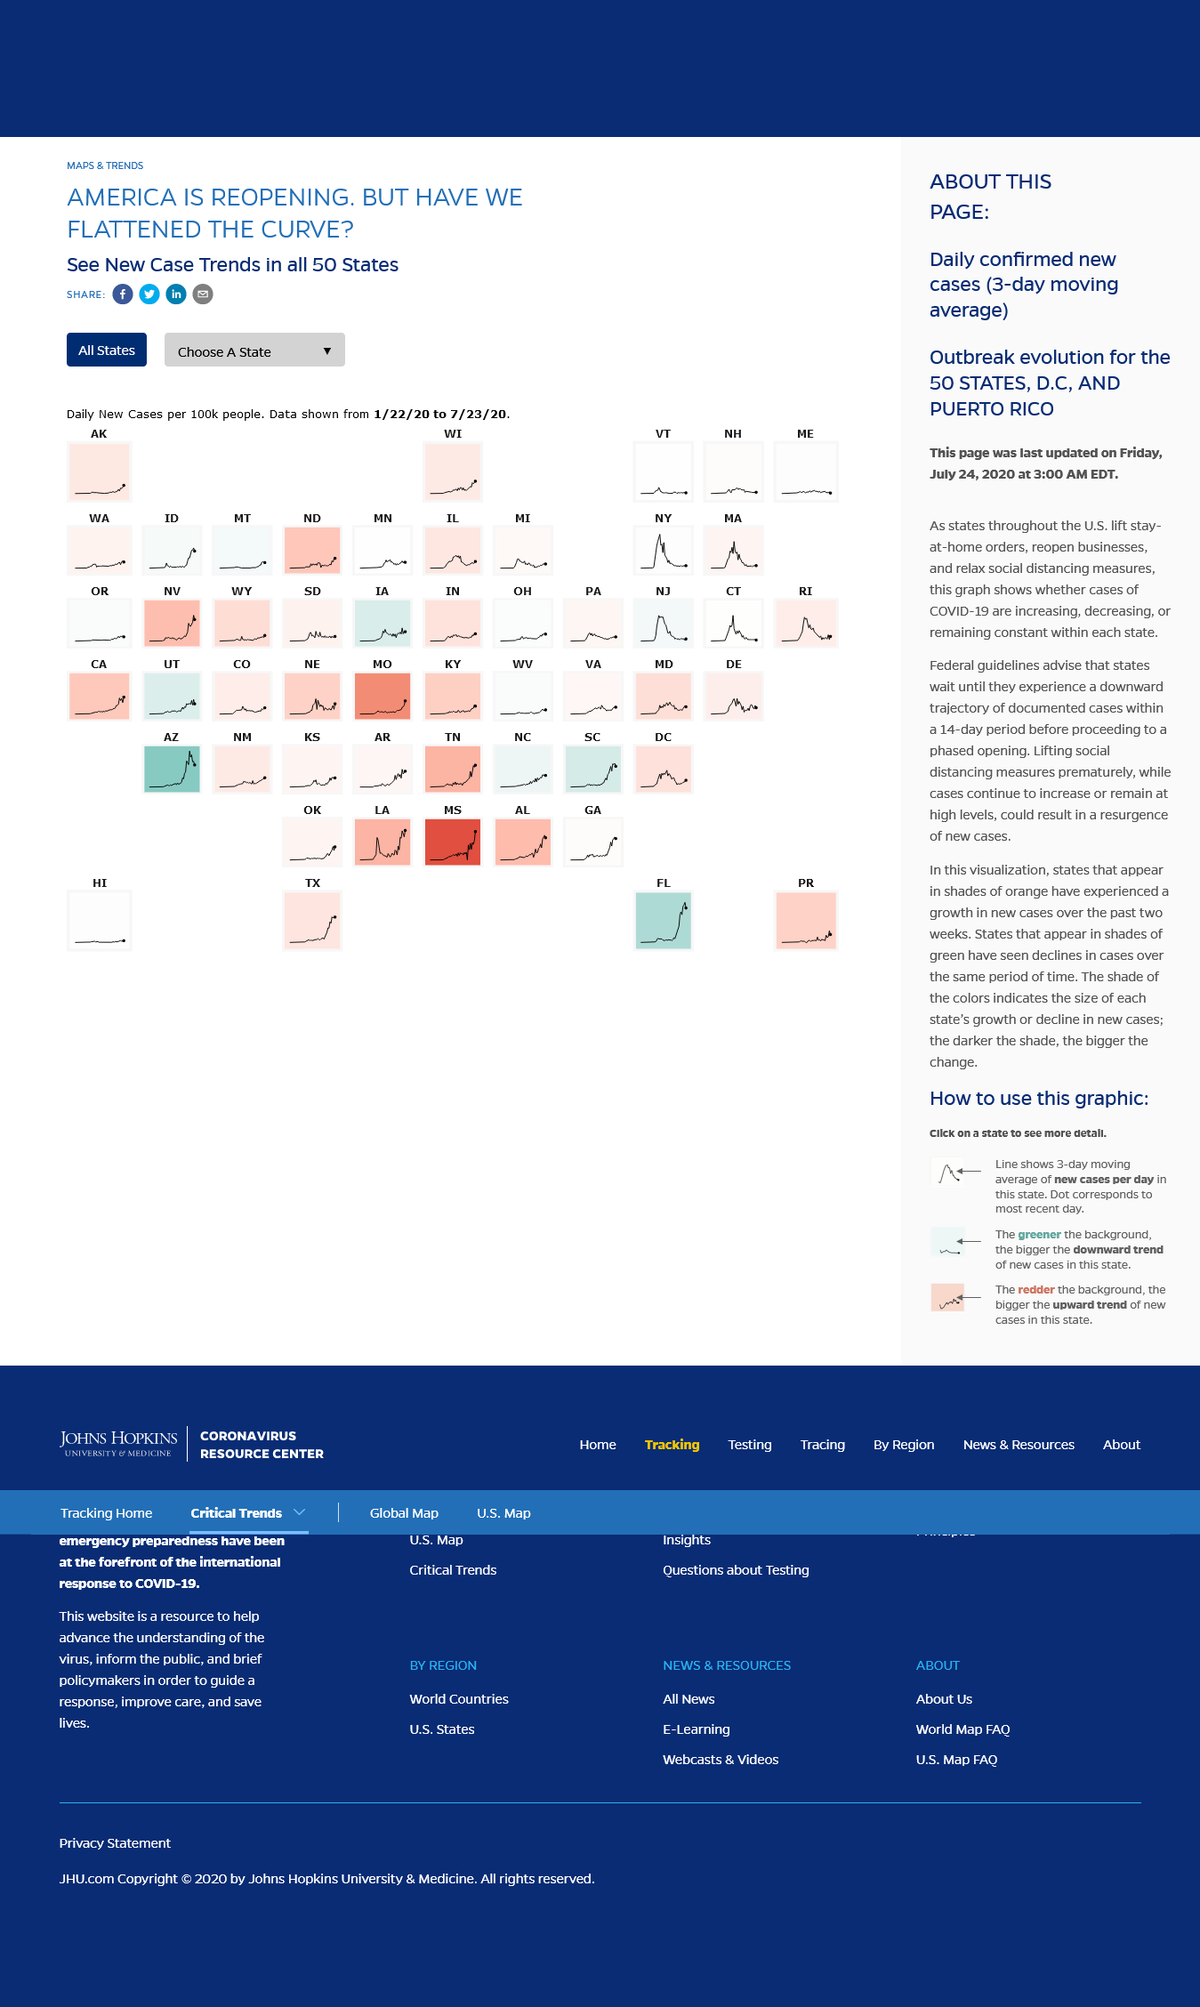 MAPS & TRENDS
AMERICA IS REOPENING. BUT HAVE WE
FLATTENED THE CURVE?
See New Case Trends in all 50 States
SHARE:
All States
Choose A State
Daily New Cases per 100k people. Data shown from 1/22/20 to 7/23/20.
AK WI VT NH ME
WA ID MT ND MN IL MI NY MA
OR NV WY SD IA IN OH PA NJ CT RI
CA UT CO NE MO KY WV VA MD DE
AZ NM KS AR TN NC SC DC
OK LA MS AL GA
HI TX FL PR
ABOUT THIS
PAGE:
Daily confirmed new
cases (3-day moving
average)
Outbreak evolution for the
50 STATES, D.C, AND
PUERTO RICO
This page was last updated on Friday,
July 24, 2020 at 3:00 AM EDT.
As states throughout the U.S. lift stay-
at-home orders, reopen businesses,
and relax social distancing measures,
this graph shows whether cases of
COVID-19 are increasing, decreasing, or
remaining constant within each state.
Federal guidelines advise that states
wait until they experience a downward
trajectory of documented cases within
a 14-day period before proceeding to a
phased opening. Lifting social
distancing measures prematurely, while
cases continue to increase or remain at
high levels, could result in a resurgence
of new cases.
In this visualization, states that appear
in shades of orange have experienced a
growth in new cases over the past two
weeks. States that appear in shades of
green have seen declines in cases over
the same period of time. The shade of
the colors indicates the size of each
state's growth or decline in new cases;
the darker the shade, the bigger the
change.
How to use this graphic:
Click on a state to see more detail.
Line shows 3-day moving
average of new cases per day in
this state. Dot corresponds to
most recent day.
The greener the background,
the bigger the downward trend
of new cases in this state.
The redder the background, the
bigger the upward trend of new
cases in this state.
JOHNS HOPKINS
UNIVERSITY & MEDICINE
CORONAVIRUS
RESOURCE CENTER
Home Tracking Testing Tracing By Region News & Resources About
Tracking Home Critical Trends Global Map U.S. Map
emergency preparedness have been
at the forefront of the international
response to COVID-19.
This website is a resource to help
advance the understanding of the
virus, inform the public, and brief
policymakers in order to guide a
response, improve care, and save
lives.
U.S. Map
Critical Trends
Insights
Questions about Testing
BY REGION
World Countries
U.S. States
NEWS & RESOURCES
All News
E-Learning
Webcasts & Videos
ABOUT
About Us
World Map FAQ
U.S. Map FAQ
Privacy Statement
JHU.com Copyright © 2020 by Johns Hopkins University & Medicine. All rights reserved.